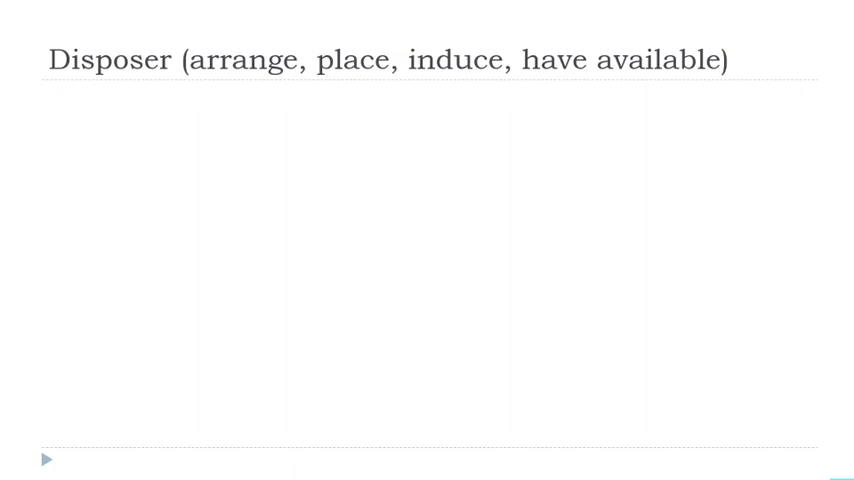 Disposer (arrange, place, induce, have available)